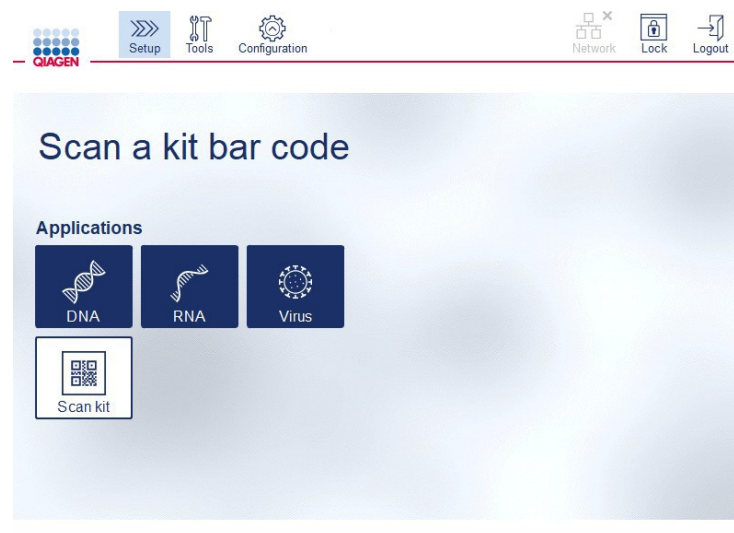 QIAGEN
Setup
Tools
Configuration
Network
Lock
Logout
Scan a kit bar code
Applications
DNA
RNA
Virus
Scan kit